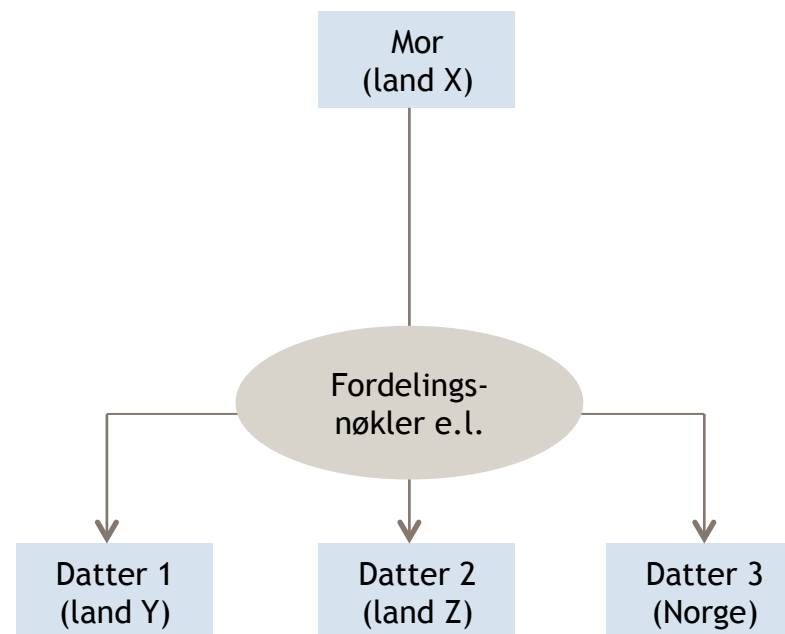 Mor
(land X)
Fordelings-
nøkler e.l.
Datter 1
(land Y)
Datter 2
(land Z)
Datter 3
(Norge)